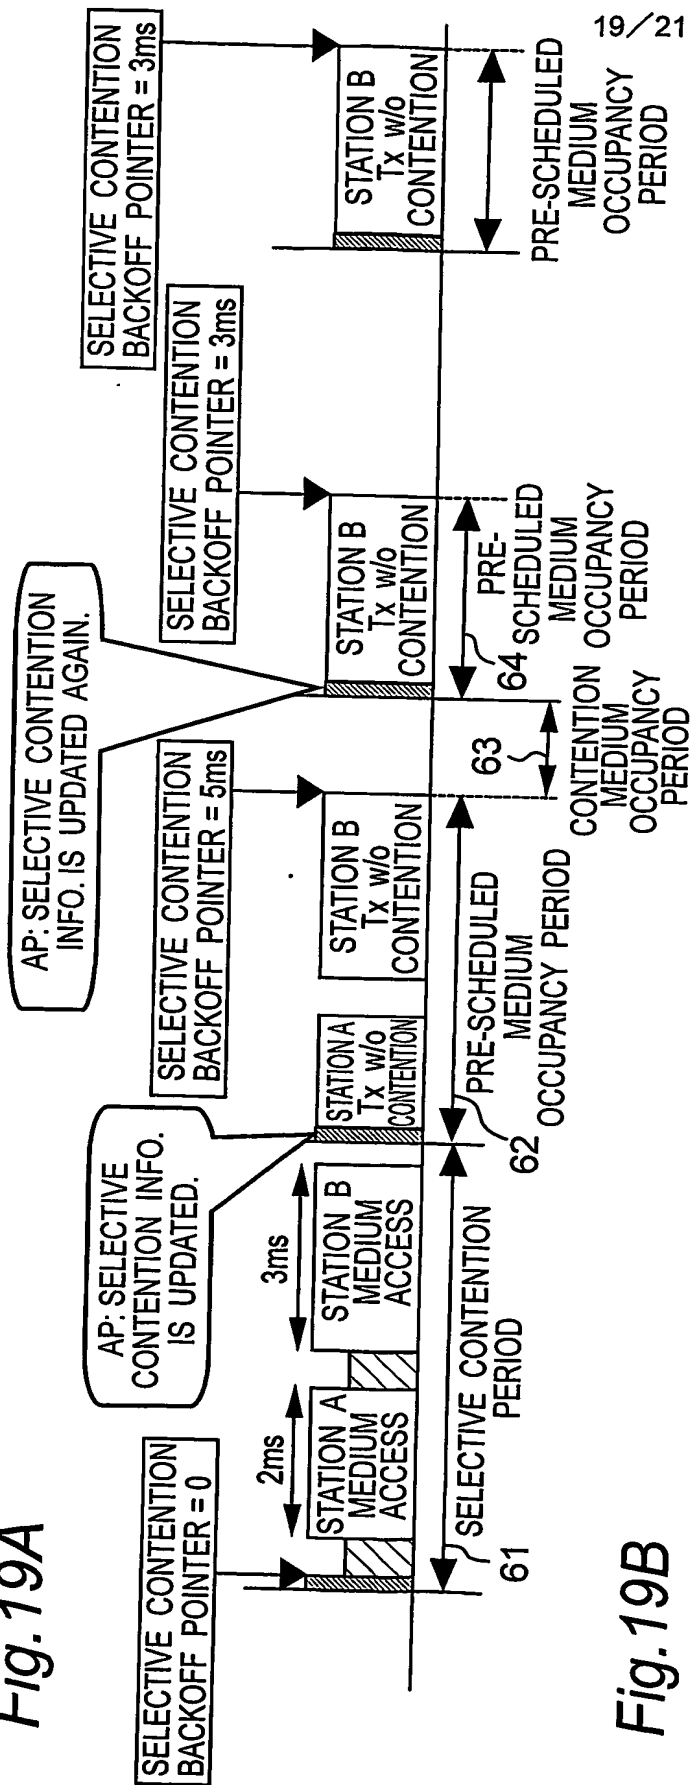 19/21
Fig.19A
SELECTIVE CONTENTION
BACKOFF POINTER = 0
AP: SELECTIVE
CONTENTION INFO.
IS UPDATED.
SELECTIVE CONTENTION
BACKOFF POINTER = 5ms
AP: SELECTIVE CONTENTION
INFO. IS UPDATED AGAIN.
SELECTIVE CONTENTION
BACKOFF POINTER = 3ms
SELECTIVE CONTENTION
BACKOFF POINTER = 3ms
2ms
3ms
STATION A
MEDIUM
ACCESS
STATION B
MEDIUM
ACCESS
STATION A
Tx w/o
CONTENTION
STATION B
Tx w/o
CONTENTION
STATION B
Tx w/o
CONTENTION
STATION B
Tx w/o
CONTENTION
61
SELECTIVE CONTENTION
PERIOD
62
PRE-SCHEDULED
MEDIUM
OCCUPANCY PERIOD
63
CONTENTION
MEDIUM
OCCUPANCY
PERIOD
64
PRE-
SCHEDULED
MEDIUM
OCCUPANCY
PERIOD
PRE-SCHEDULED
MEDIUM
OCCUPANCY
PERIOD
Fig.19B